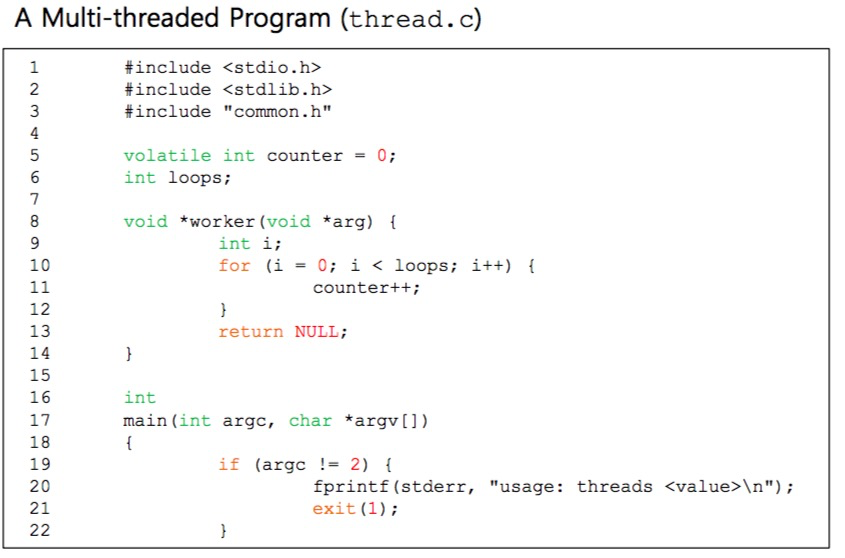 A Multi-threaded Program (thread.c)
1 #include <stdio.h>
2 #include <stdlib.h>
3 #include "common.h"
4
5 volatile int counter = 0;
6 int loops;
7
8 void *worker(void *arg) {
9 int i;
10 for (i = 0; i < loops; i++) {
11 counter++;
12 }
13 return NULL;
14 }
15
16 int
17 main(int argc, char *argv[])
18 {
19 if (argc != 2) {
20 fprintf(stderr, "usage: threads <value>\n");
21 exit(1);
22 }